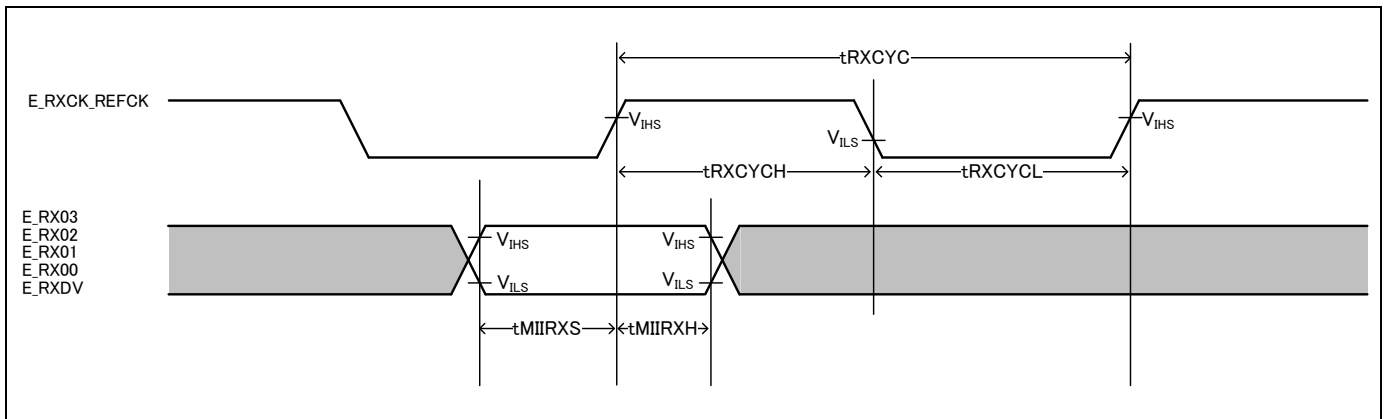 tRXCYC
E_RXCK_REFCK
VIHS
VILS
VIHS
tRXCYCH
tRXCYCL
E_RX03
E_RX02
E_RX01
E_RX00
E_RXDV
VIHS
VIHS
VILS
VILS
tMIIRXS
tMIIRXH